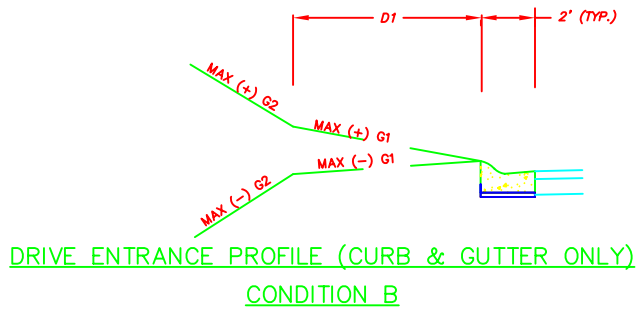 D1
2' (TYP.)
MAX (+) G2
MAX (+) G1
MAX (-) G1
MAX (-) G2
DRIVE ENTRANCE PROFILE (CURB & GUTTER ONLY)
CONDITION B